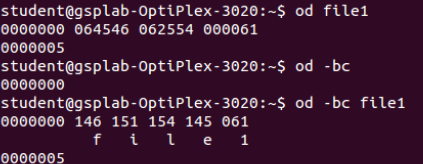 student@gsplab-OptiPlex-3020:~$ od file1
0000000 064546 062554 000061
0000005
student@gsplab-OptiPlex-3020:~$ od -bc
0000000
student@gsplab-OptiPlex-3020:~$ od -bc file1
0000000 146 151 154 145 061
          f   i   l   e   1
0000005